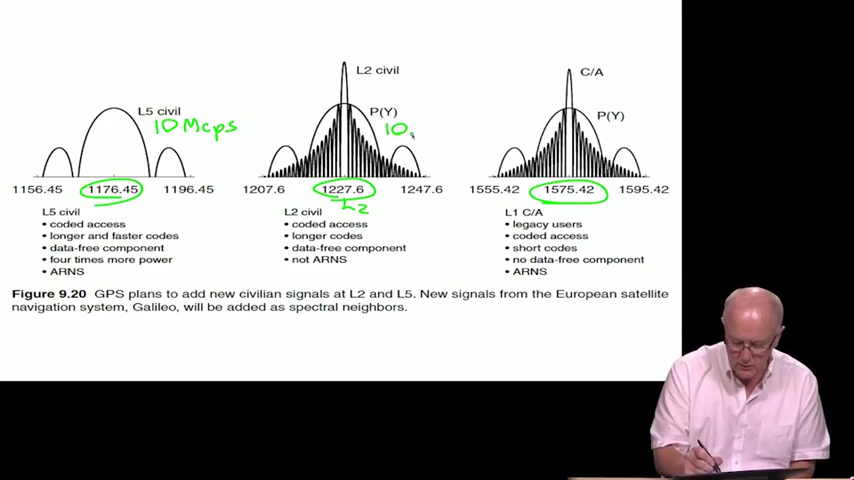 L2 civil
C/A
L5 civil
P(Y)
P(Y)
10 Mcps
10
1156.45
1176.45
1196.45
1207.6
1227.6
1247.6
1555.42
1575.42
1595.42
L2
L5 civil
• coded access
• longer and faster codes
• data-free component
• four times more power
• ARNS
L2 civil
• coded access
• longer codes
• data-free component
• not ARNS
L1 C/A
• legacy users
• coded access
• short codes
• no data-free component
• ARNS
Figure 9.20 GPS plans to add new civilian signals at L2 and L5. New signals from the European satellite
navigation system, Galileo, will be added as spectral neighbors.